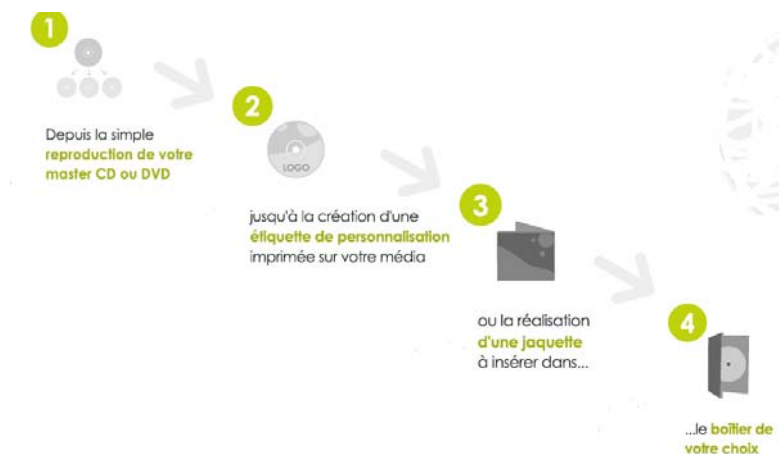 1
Depuis la simple
reproduction de votre
master CD ou DVD
2
LOGO
jusqu'à la création d'une
étiquette de personnalisation
imprimée sur votre média
3
ou la réalisation
d'une jaquette
à insérer dans...
4
...le boîtier de
votre choix